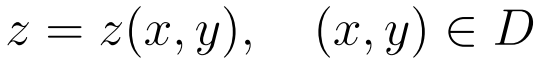 z = z(x, y), (x, y) ∈ D